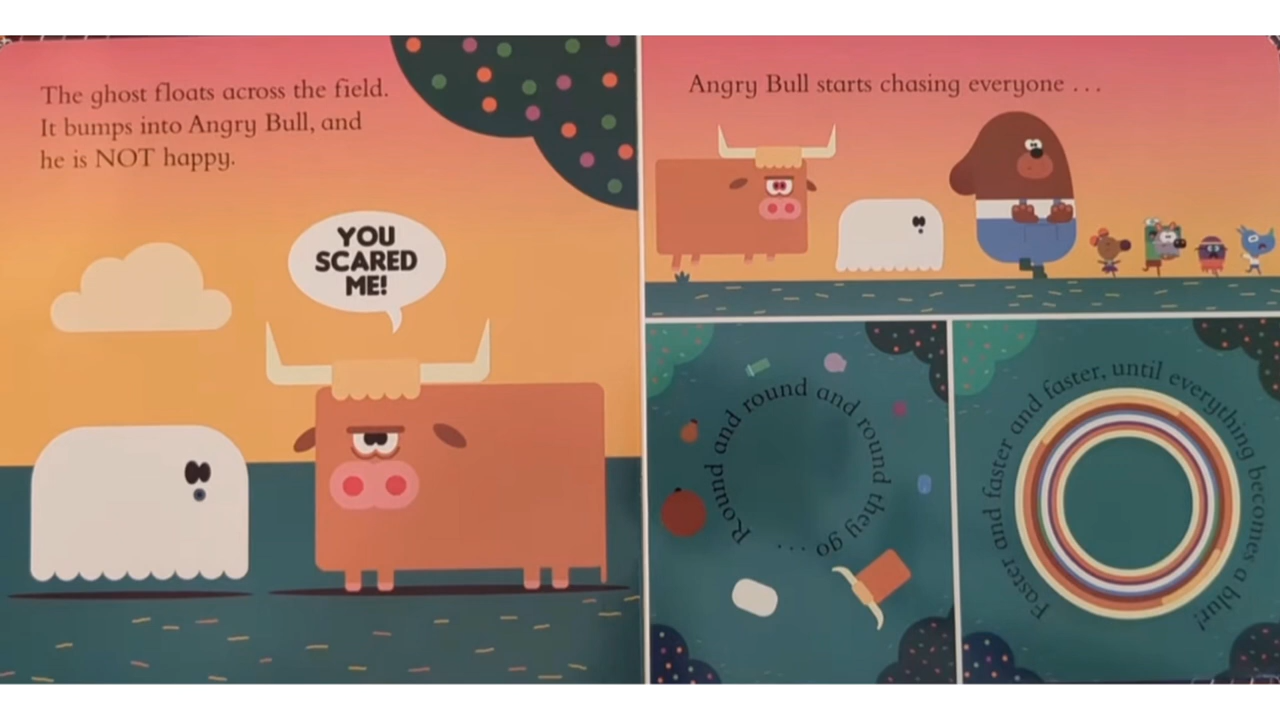 The ghost floats across the field.
It bumps into Angry Bull, and
he is NOT happy.
YOU
SCARED
ME!
Angry Bull starts chasing everyone ...
Round and round and round they go ...
Faster and faster and faster, until everything becomes a blur!